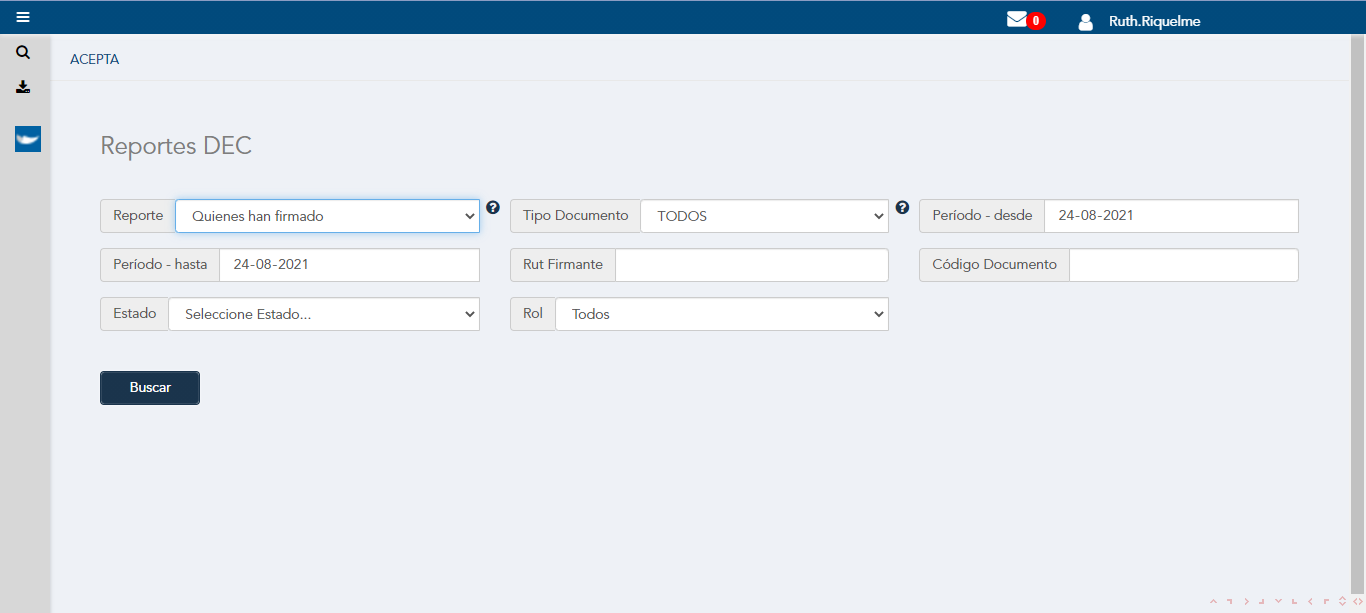 0 Ruth.Riquelme
ACEPTA
Reportes DEC
Reporte Quienes han firmado Tipo Documento TODOS Período - desde 24-08-2021
Período - hasta 24-08-2021 Rut Firmante Código Documento
Estado Seleccione Estado... Rol Todos
Buscar